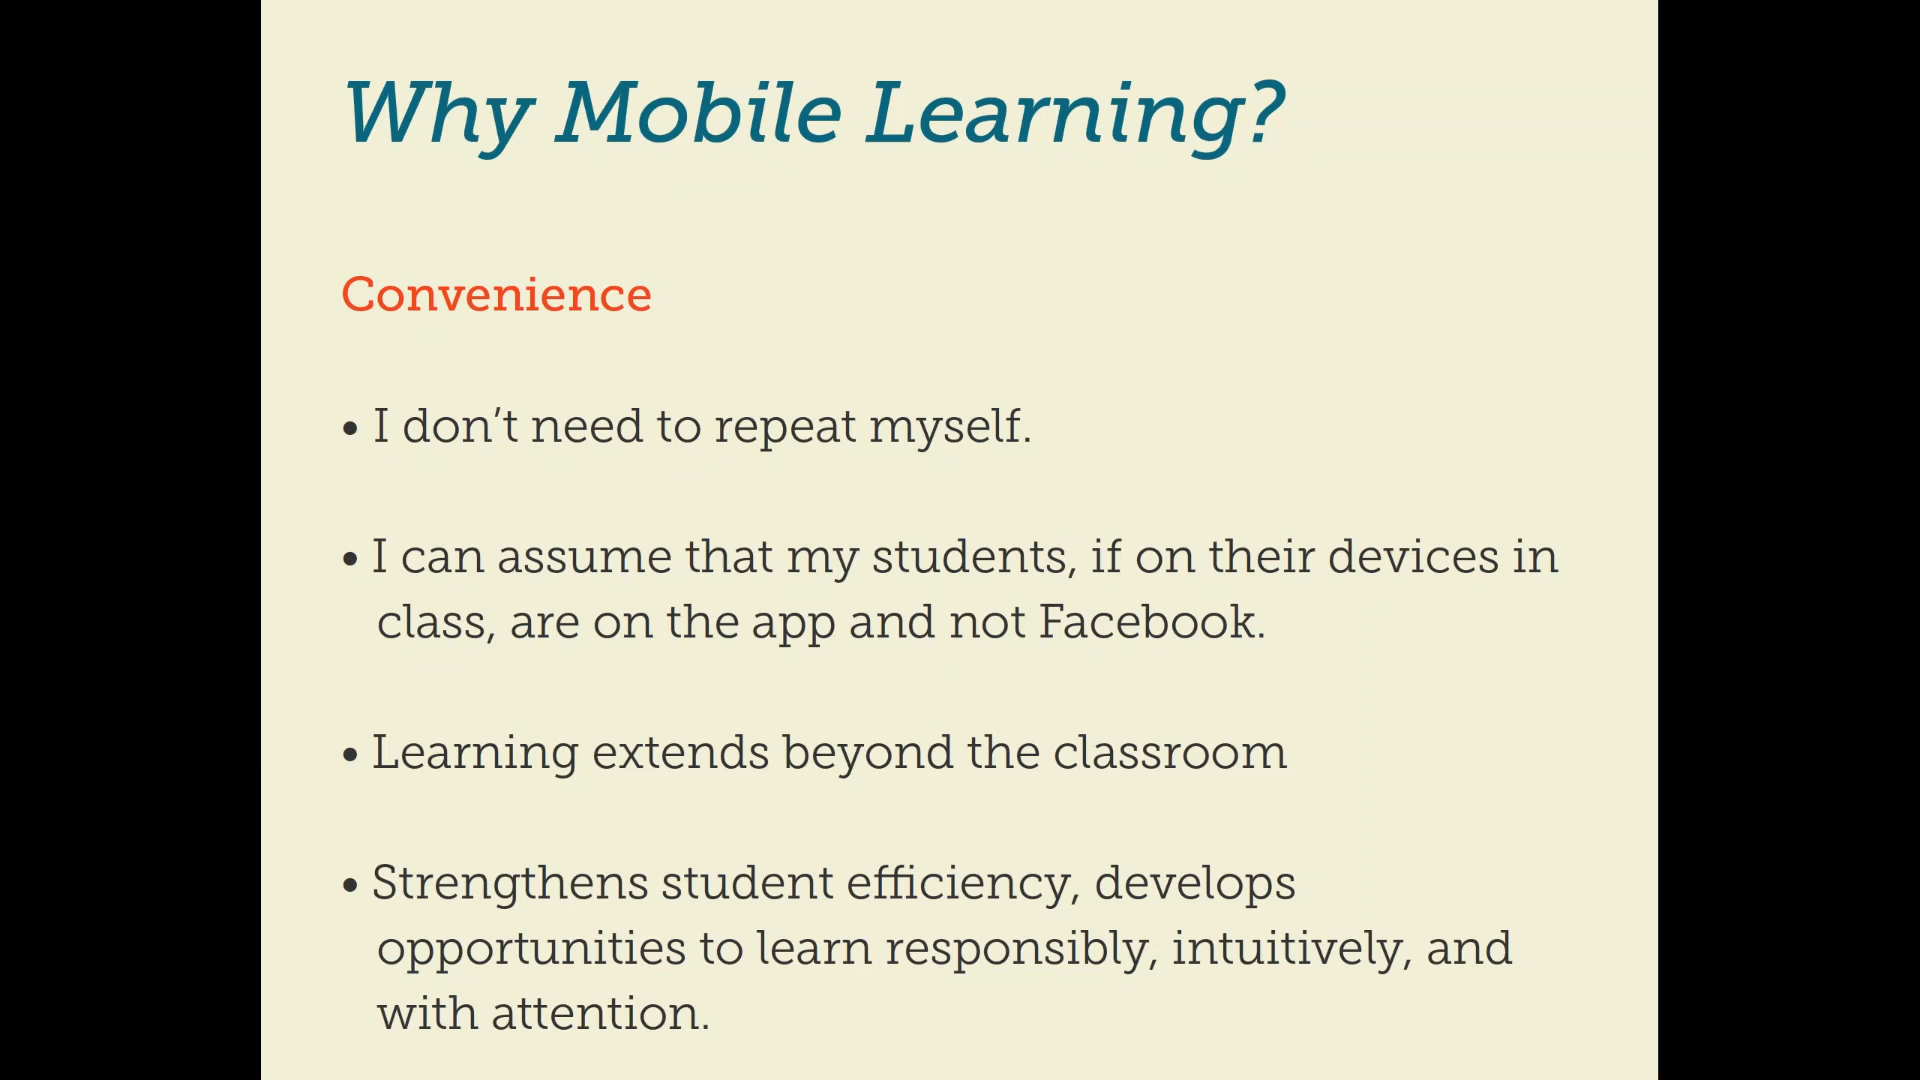 Why Mobile Learning?
Convenience
• I don’t need to repeat myself.
• I can assume that my students, if on their devices in
class, are on the app and not Facebook.
• Learning extends beyond the classroom
• Strengthens student efficiency, develops
opportunities to learn responsibly, intuitively, and
with attention.